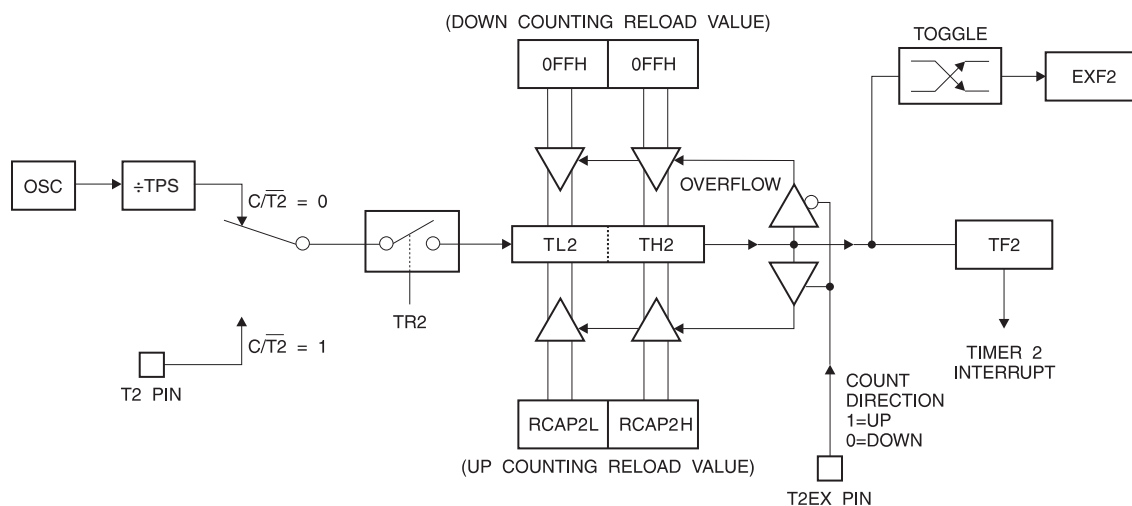 (DOWN COUNTING RELOAD VALUE)
0FFH 0FFH
TOGGLE
EXF2
OSC
÷TPS
C/T2̅ = 0
OVERFLOW
TL2 TH2
TF2
TR2
C/T2̅ = 1
T2 PIN
TIMER 2
INTERRUPT
COUNT
DIRECTION
1=UP
0=DOWN
RCAP2L RCAP2H
(UP COUNTING RELOAD VALUE)
T2EX PIN